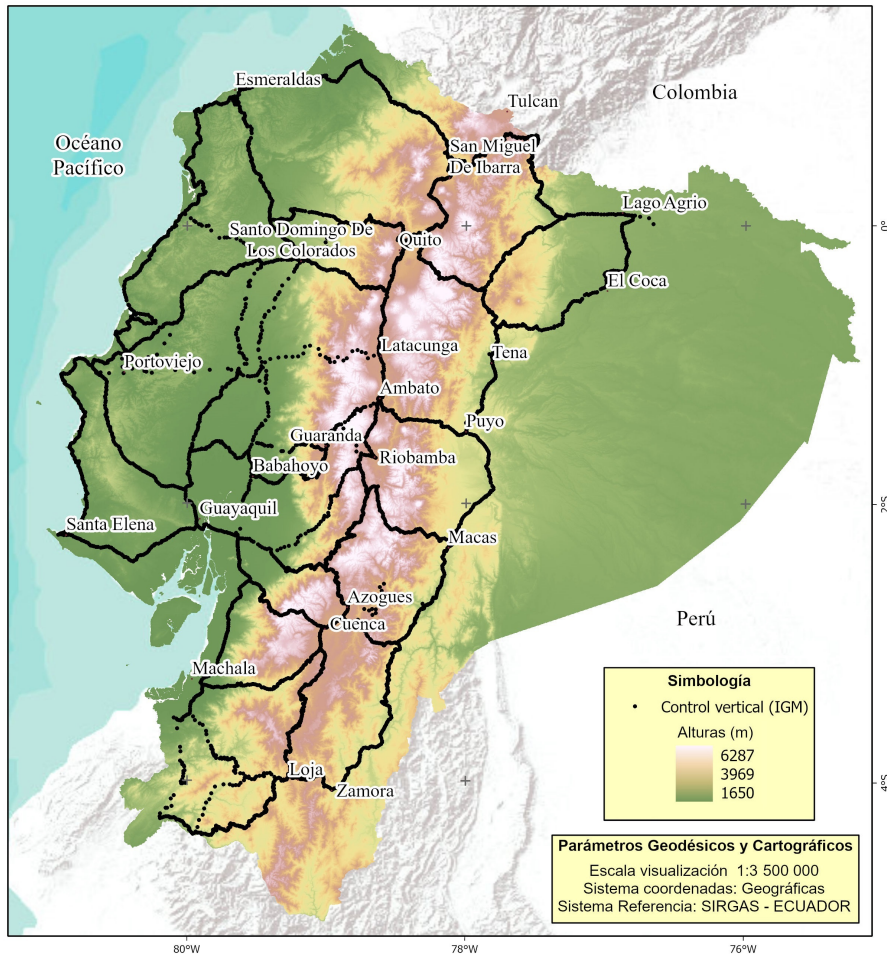 Esmeraldas
Colombia
Tulcan
Océano
Pacífico
San Miguel
De Ibarra
Lago Agrio
Santo Domingo De
Los Colorados
Quito
0°
El Coca
Latacunga
Portoviejo
Tena
Ambato
Puyo
Guaranda
Riobamba
Babahoyo
Guayaquil
2°S
Santa Elena
Macas
Azogues
Cuenca
Perú
Machala
Loja
Zamora
4°S
Simbología
Control vertical (IGM)
Alturas (m)
6287
3969
1650
Parámetros Geodésicos y Cartográficos
Escala visualización 1:3 500 000
Sistema coordenadas: Geográficas
Sistema Referencia: SIRGAS - ECUADOR
80°W
78°W
76°W